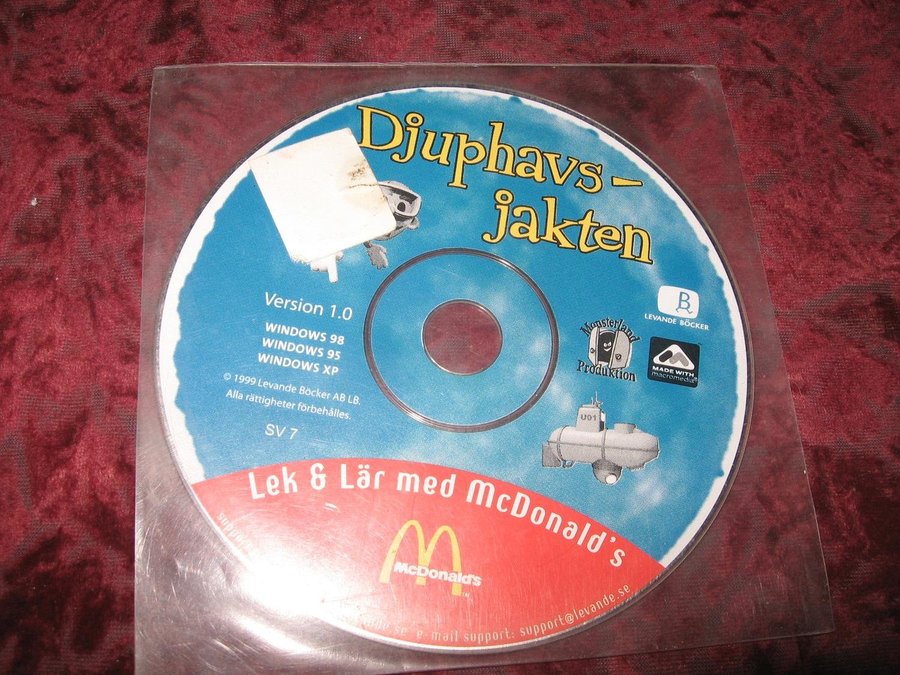 Djuphavs-
jakten
Version 1.0
WINDOWS 98
WINDOWS 95
WINDOWS XP
© 1999 Levande Böcker AB LB.
Alla rättigheter förbehålles.
SV 7
B
LEVANDE BÖCKER
Monsterland
Produktion
MADE WITH
macromedia
U01
Lek & Lär med McDonald's
M
McDonald's
TM
e-mail support: support@levande.se